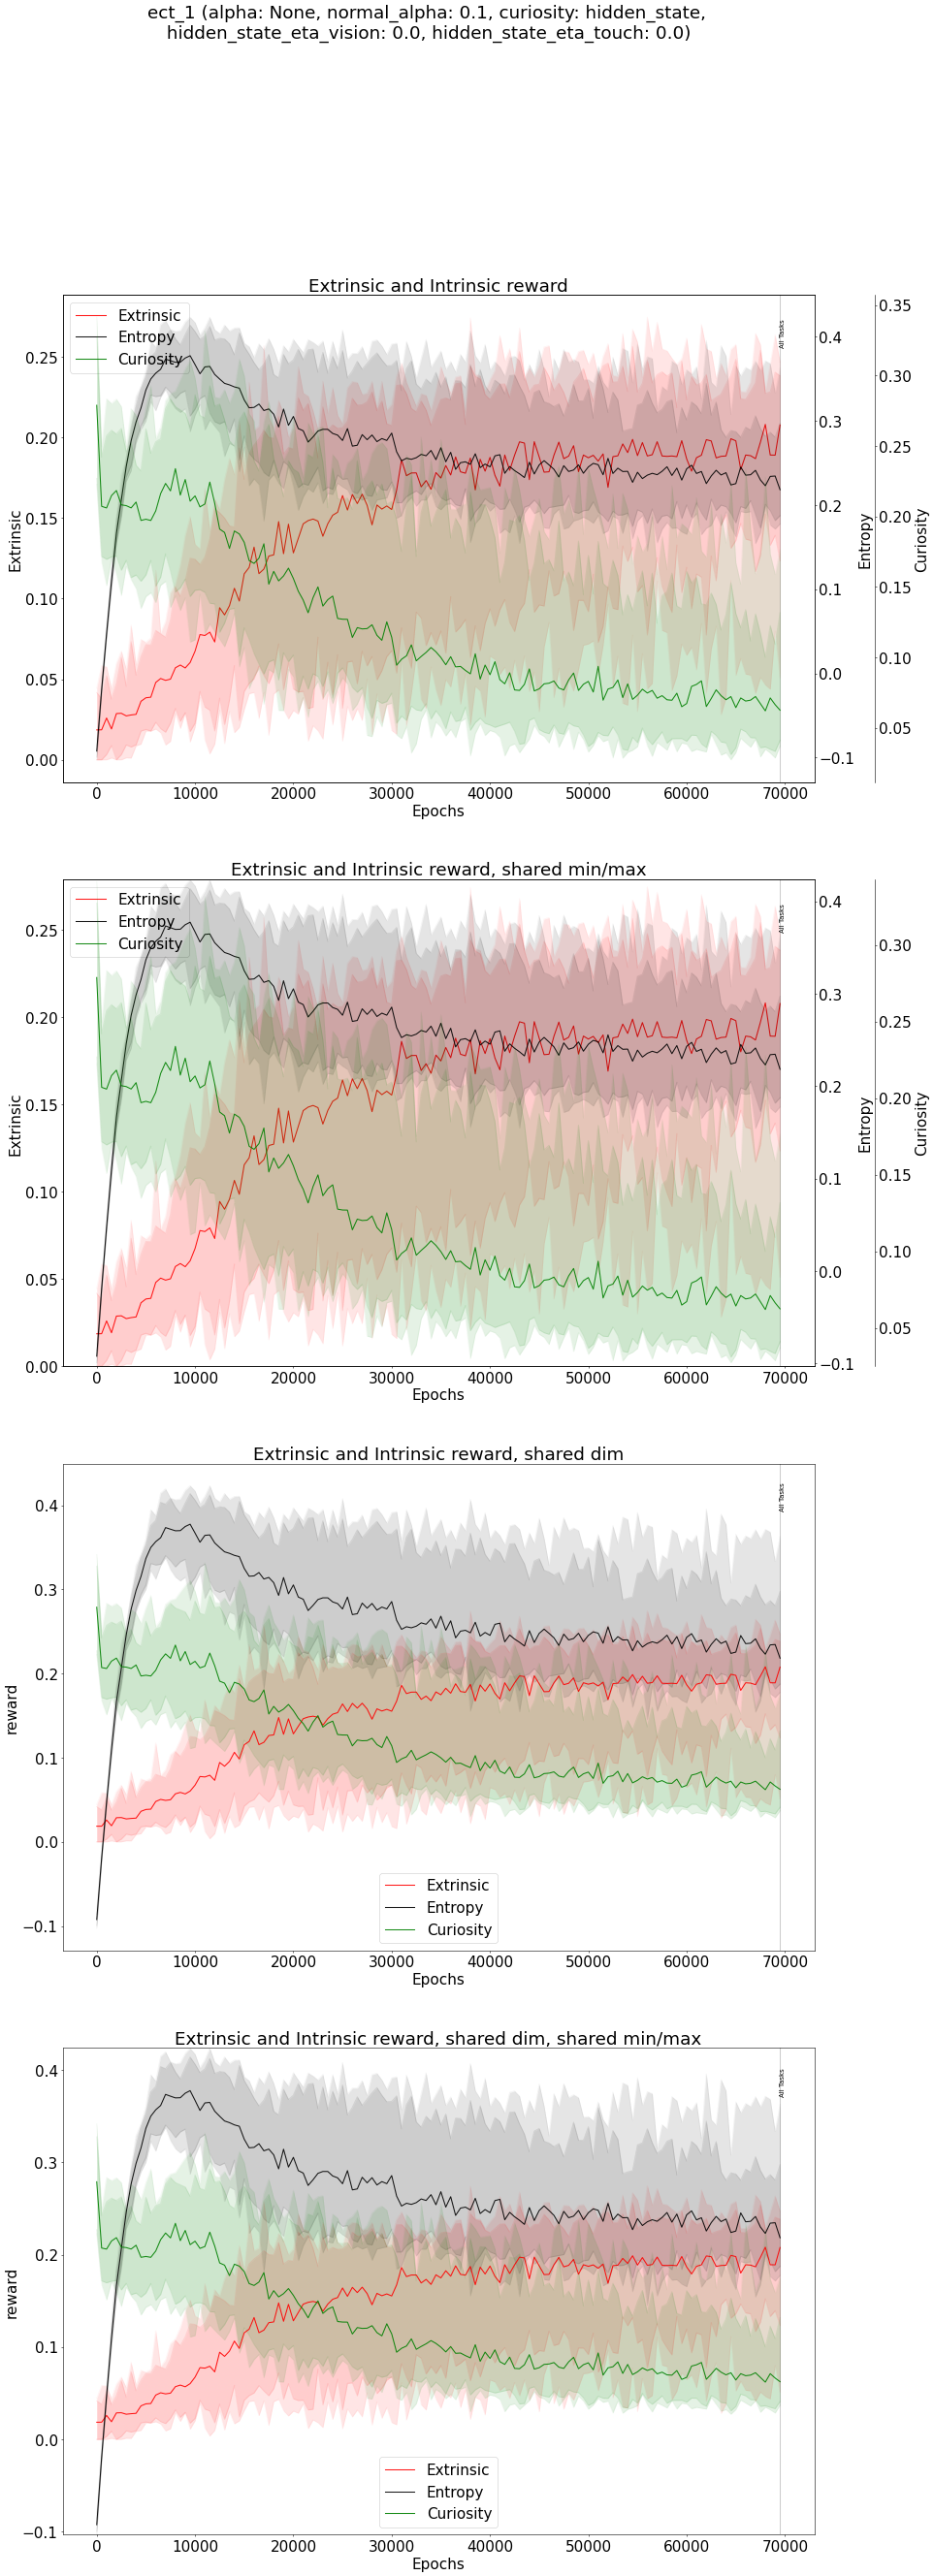 ect_1 (alpha: None, normal_alpha: 0.1, curiosity: hidden_state,
hidden_state_eta_vision: 0.0, hidden_state_eta_touch: 0.0)
Extrinsic and Intrinsic reward
Extrinsic
Entropy
Curiosity
All Tasks
0.25
0.20
0.15
0.10
0.05
0.00
Extrinsic
0.4
0.3
0.2
0.1
0.0
−0.1
Entropy
0.35
0.30
0.25
0.20
0.15
0.10
0.05
Curiosity
0 10000 20000 30000 40000 50000 60000 70000
Epochs
Extrinsic and Intrinsic reward, shared min/max
Extrinsic
Entropy
Curiosity
All Tasks
0.25
0.20
0.15
0.10
0.05
0.00
Extrinsic
0.4
0.3
0.2
0.1
0.0
−0.1
Entropy
0.30
0.25
0.20
0.15
0.10
0.05
Curiosity
0 10000 20000 30000 40000 50000 60000 70000
Epochs
Extrinsic and Intrinsic reward, shared dim
All Tasks
0.4
0.3
0.2
0.1
0.0
−0.1
reward
Extrinsic
Entropy
Curiosity
0 10000 20000 30000 40000 50000 60000 70000
Epochs
Extrinsic and Intrinsic reward, shared dim, shared min/max
All Tasks
0.4
0.3
0.2
0.1
0.0
−0.1
reward
Extrinsic
Entropy
Curiosity
0 10000 20000 30000 40000 50000 60000 70000
Epochs